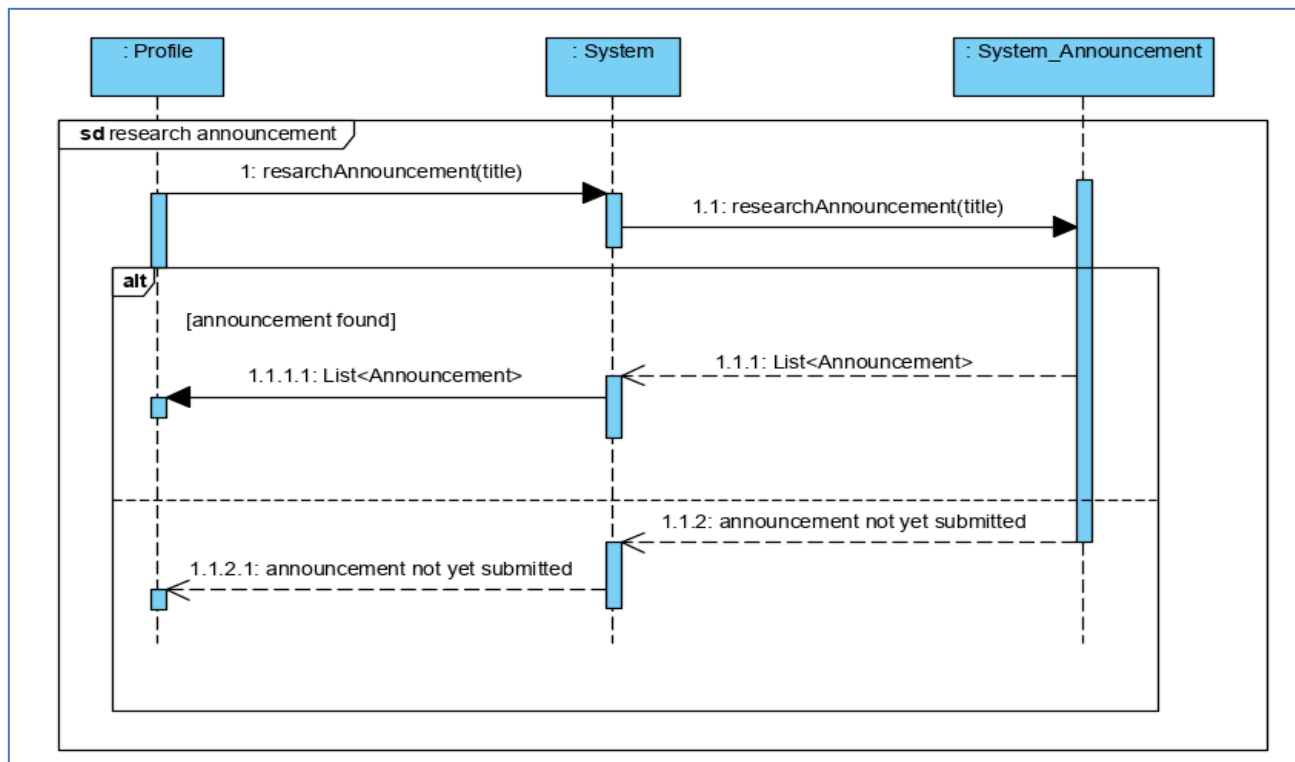 : Profile
: System
: System_Announcement
sd research announcement
1: resarchAnnouncement(title)
1.1: researchAnnouncement(title)
alt
[announcement found]
1.1.1: List<Announcement>
1.1.1.1: List<Announcement>
1.1.2: announcement not yet submitted
1.1.2.1: announcement not yet submitted